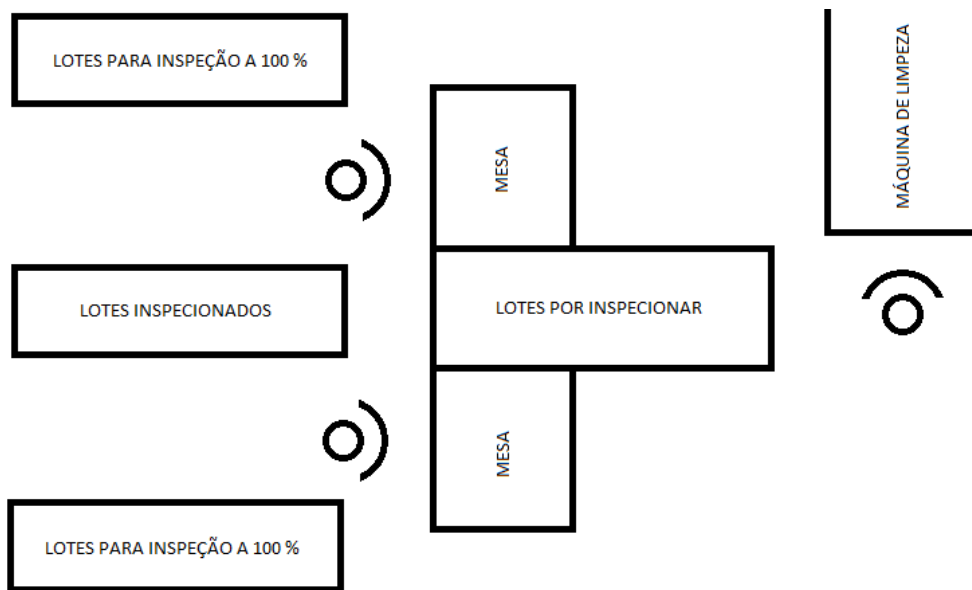 LOTES PARA INSPEÇÃO A 100 %
MÁQUINA DE LIMPEZA
MESA
LOTES INSPECIONADOS
LOTES POR INSPECIONAR
MESA
LOTES PARA INSPEÇÃO A 100 %